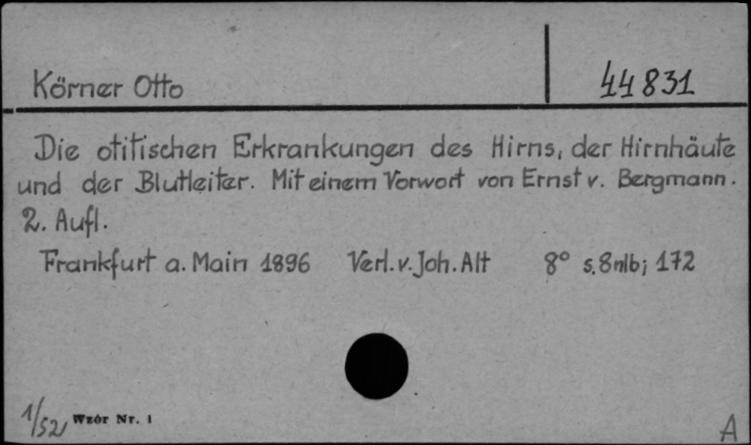 Körner Otto
44831
Die otitischen Erkrankungen des Hirns, der Hirnhäute
und der Blutleiter. Mit einem Vorwort von Ernst v. Bergmann.
2. Aufl.
Frankfurt a. Main 1896 Verl. v. Joh. Alt 8° s. 8nlb; 172
1/52 Wzór Nr. 1
A